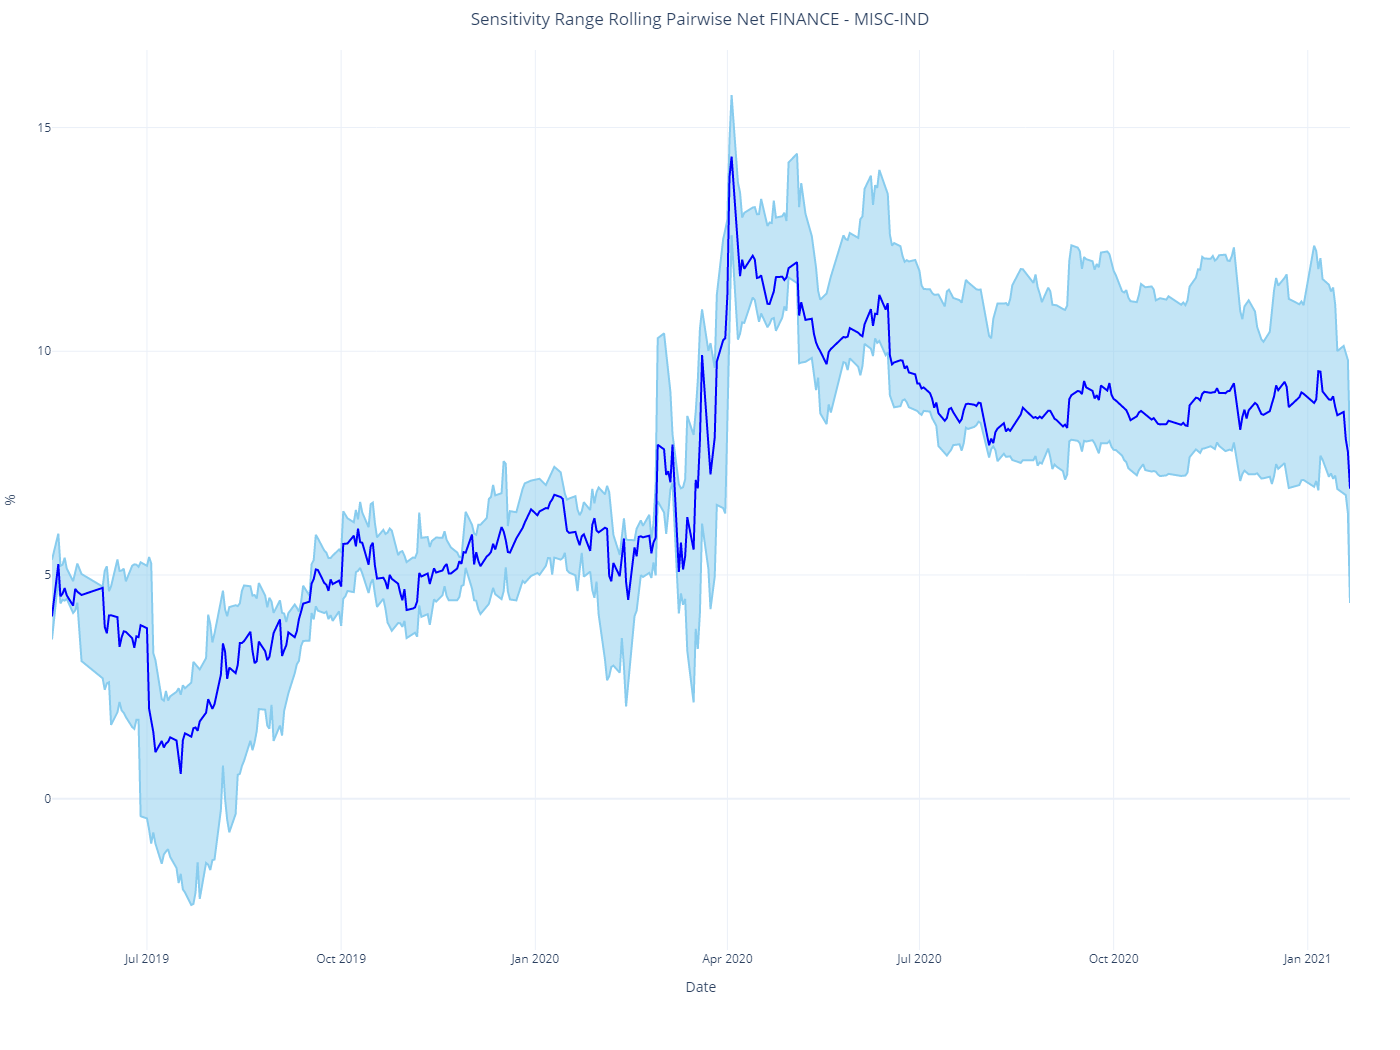 Sensitivity Range Rolling Pairwise Net FINANCE - MISC-IND
15
10
5
0
%
Jul 2019
Oct 2019
Jan 2020
Apr 2020
Jul 2020
Oct 2020
Jan 2021
Date